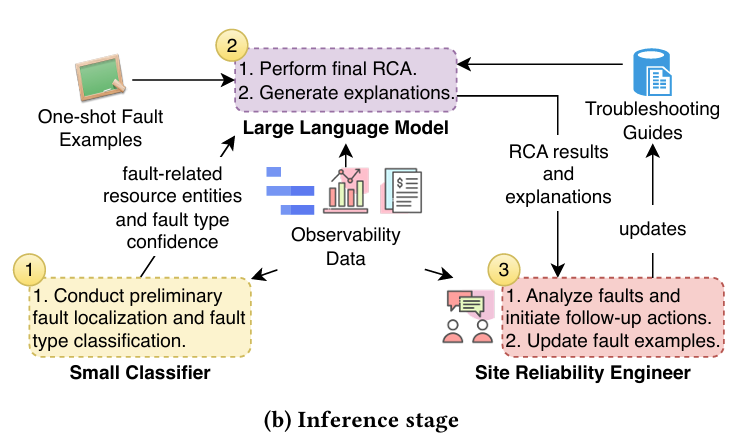 2
1. Perform final RCA.
2. Generate explanations.
Large Language Model
One-shot Fault
Examples
Troubleshooting
Guides
fault-related
resource entities
and fault type
confidence
RCA results
and
explanations
Observability
Data
updates
1
1. Conduct preliminary
fault localization and fault
type classification.
Small Classifier
3
1. Analyze faults and
initiate follow-up actions.
2. Update fault examples.
Site Reliability Engineer
(b) Inference stage